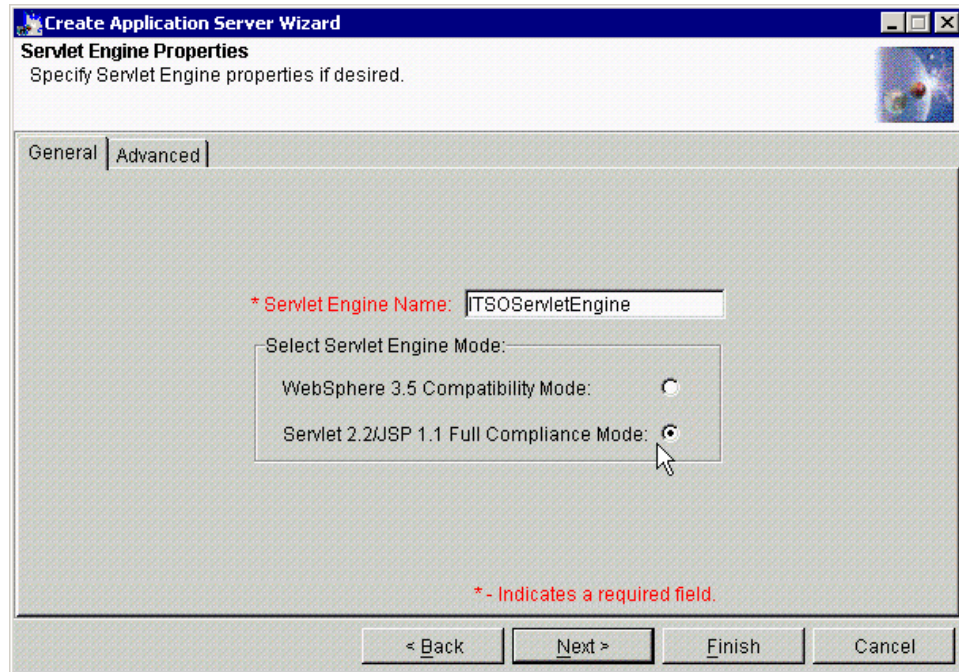 Create Application Server Wizard
Servlet Engine Properties
Specify Servlet Engine properties if desired.
General
Advanced
* Servlet Engine Name: ITSOServletEngine
Select Servlet Engine Mode:
WebSphere 3.5 Compatibility Mode:
Servlet 2.2/JSP 1.1 Full Compliance Mode:
* - Indicates a required field.
< Back
Next >
Finish
Cancel